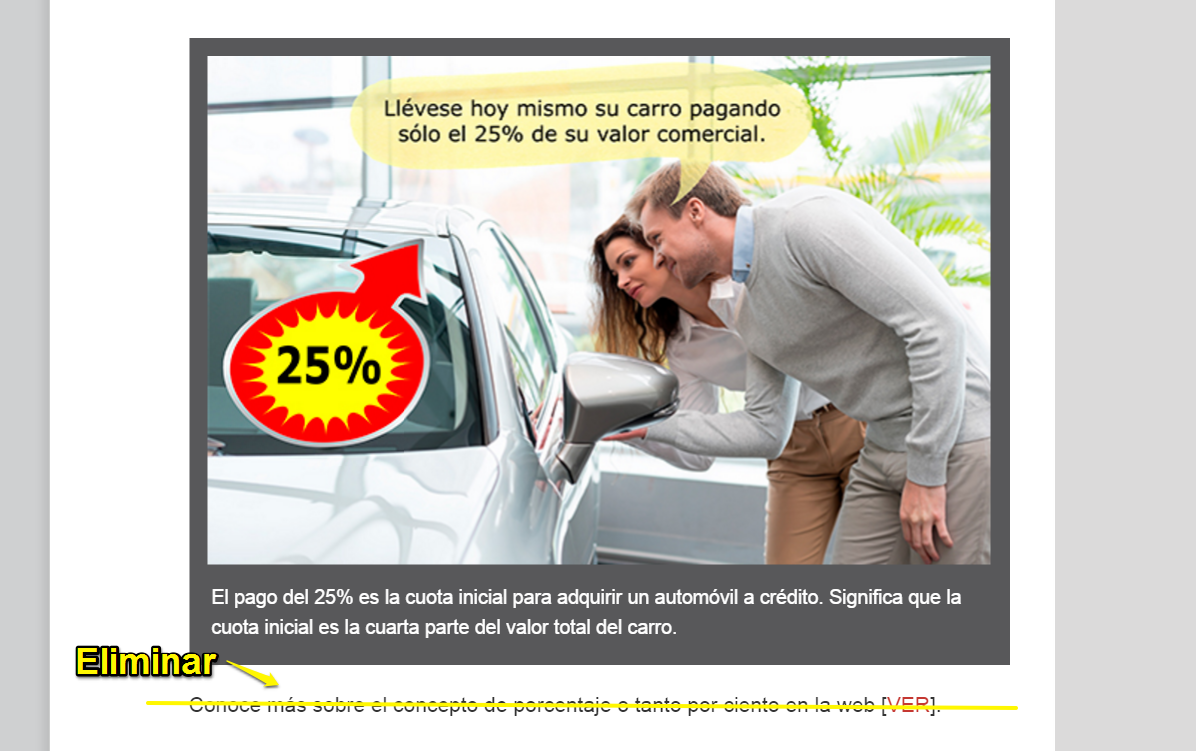 Llévese hoy mismo su carro pagando
sólo el 25% de su valor comercial.
25%
El pago del 25% es la cuota inicial para adquirir un automóvil a crédito. Significa que la
cuota inicial es la cuarta parte del valor total del carro.
Eliminar
Conoce más sobre el concepto de porcentaje o tanto por ciento en la web [VER].